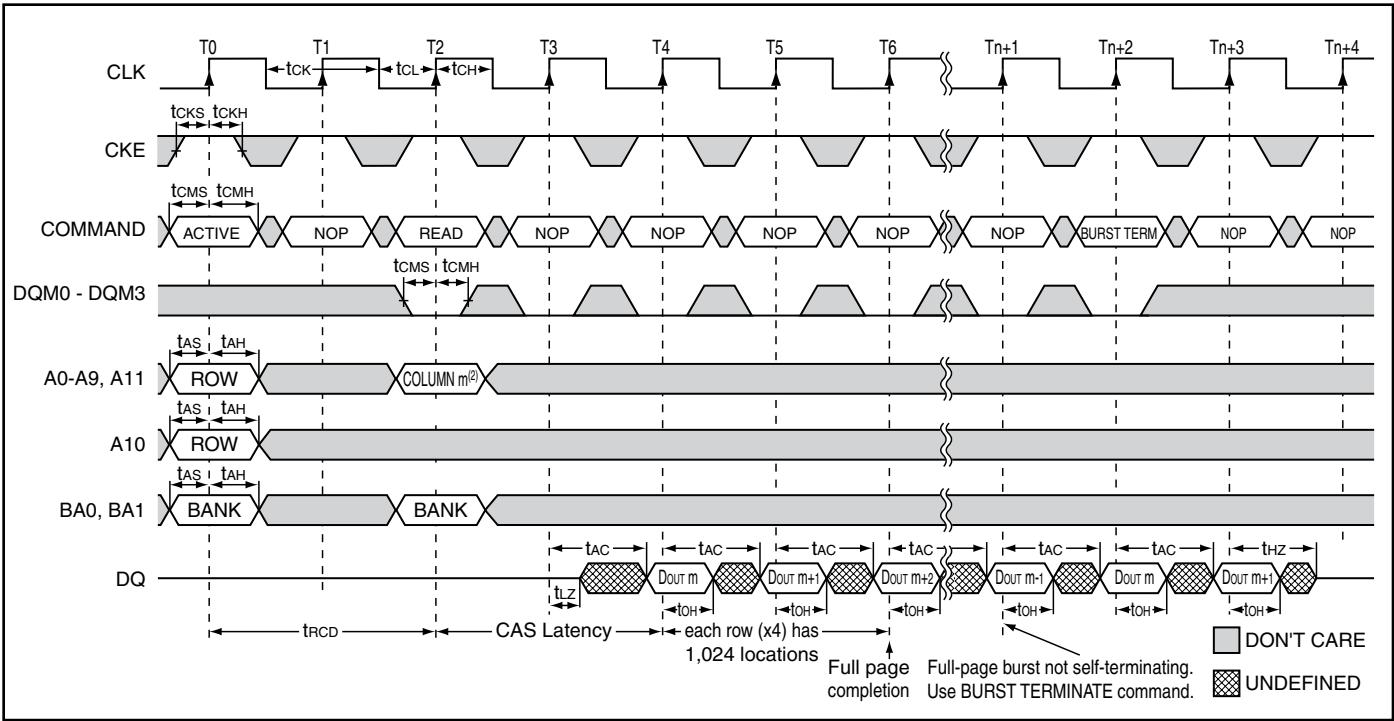 T0 T1 T2 T3 T4 T5 T6 Tn+1 Tn+2 Tn+3 Tn+4
CLK tCK tCL tCH
tCKS tCKH
CKE
tCMS tCMH
COMMAND ACTIVE NOP READ NOP NOP NOP NOP NOP BURST TERM NOP NOP
tCMS tCMH
DQM0 - DQM3
tAS tAH
A0-A9, A11 ROW COLUMN m(2)
tAS tAH
A10 ROW
tAS tAH
BA0, BA1 BANK BANK
tAC tAC tAC tAC tAC tAC tHZ
DQ DOUT m DOUT m+1 DOUT m+2 DOUT m-1 DOUT m DOUT m+1
tLZ tOH tOH tOH tOH tOH tOH
tRCD CAS Latency each row (x4) has
1,024 locations
Full page
completion
Full-page burst not self-terminating.
Use BURST TERMINATE command.
DON'T CARE
UNDEFINED